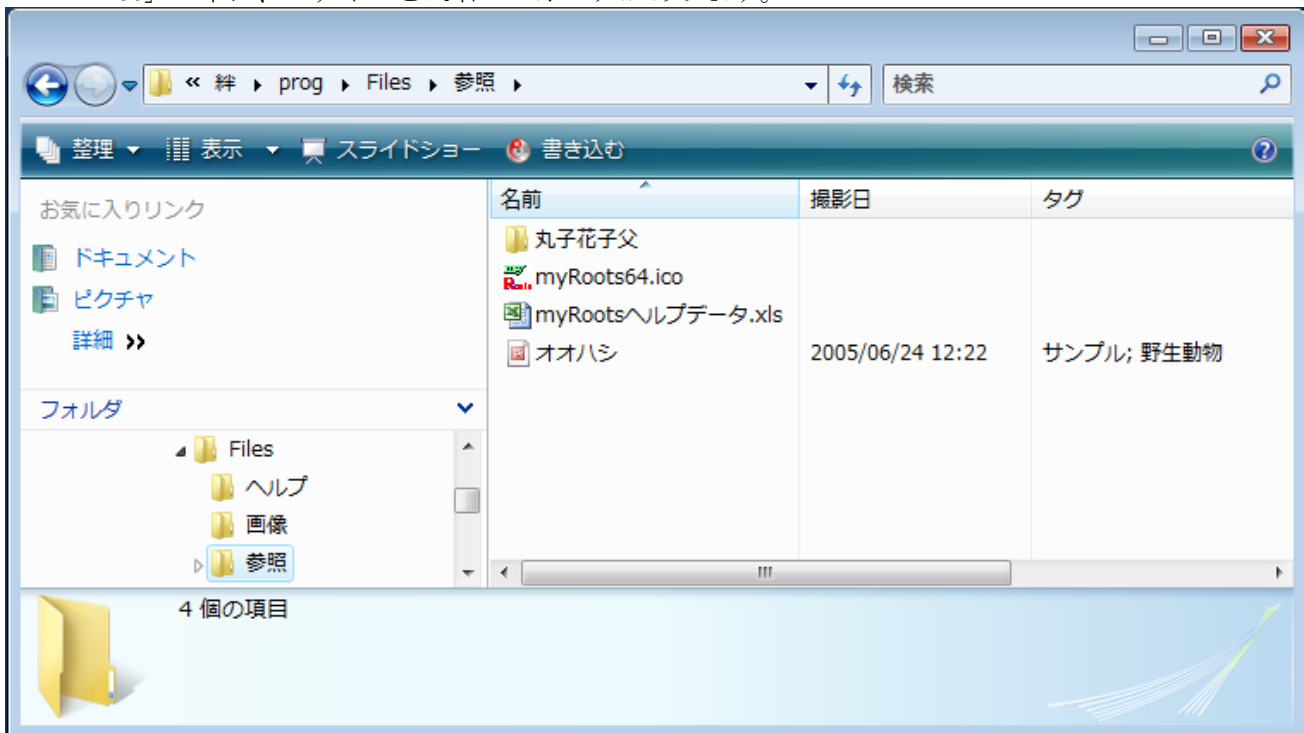 « 絆 ▸ prog ▸ Files ▸ 参照 ▸ 検索
整理 ▼ 表示 ▼ スライドショー 書き込む
お気に入りリンク
ドキュメント
ピクチャ
詳細 »
名前 撮影日 タグ
丸子花子父
myRoots64.ico
myRootsヘルプデータ.xls
オオハシ 2005/06/24 12:22 サンプル; 野生動物
フォルダ
Files
ヘルプ
画像
参照
4 個の項目